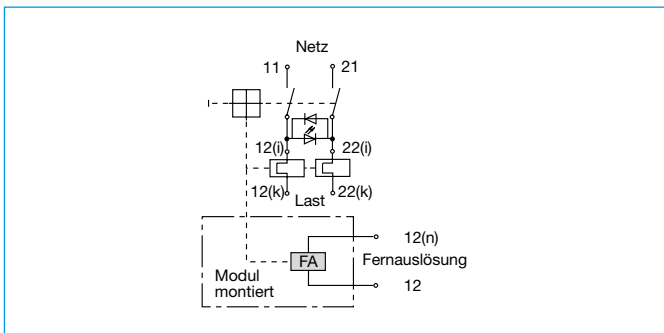 Netz
11 21
12(i) 22(i)
12(k) 22(k)
Last
12(n)
FA Fernauslösung
Modul
montiert
12